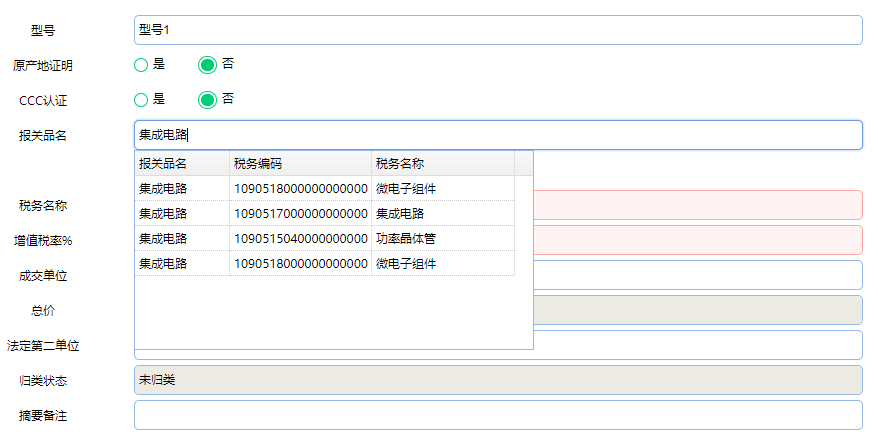 型号 型号1
原产地证明 是 否
CCC认证 是 否
报关品名 集成电路
报关品名 税务编码 税务名称
集成电路 1090518000000000000 微电子组件
税务名称
集成电路 1090517000000000000 集成电路
增值税率%
集成电路 1090515040000000000 功率晶体管
集成电路 1090518000000000000 微电子组件
成交单位
总价
法定第二单位
归类状态 未归类
摘要备注